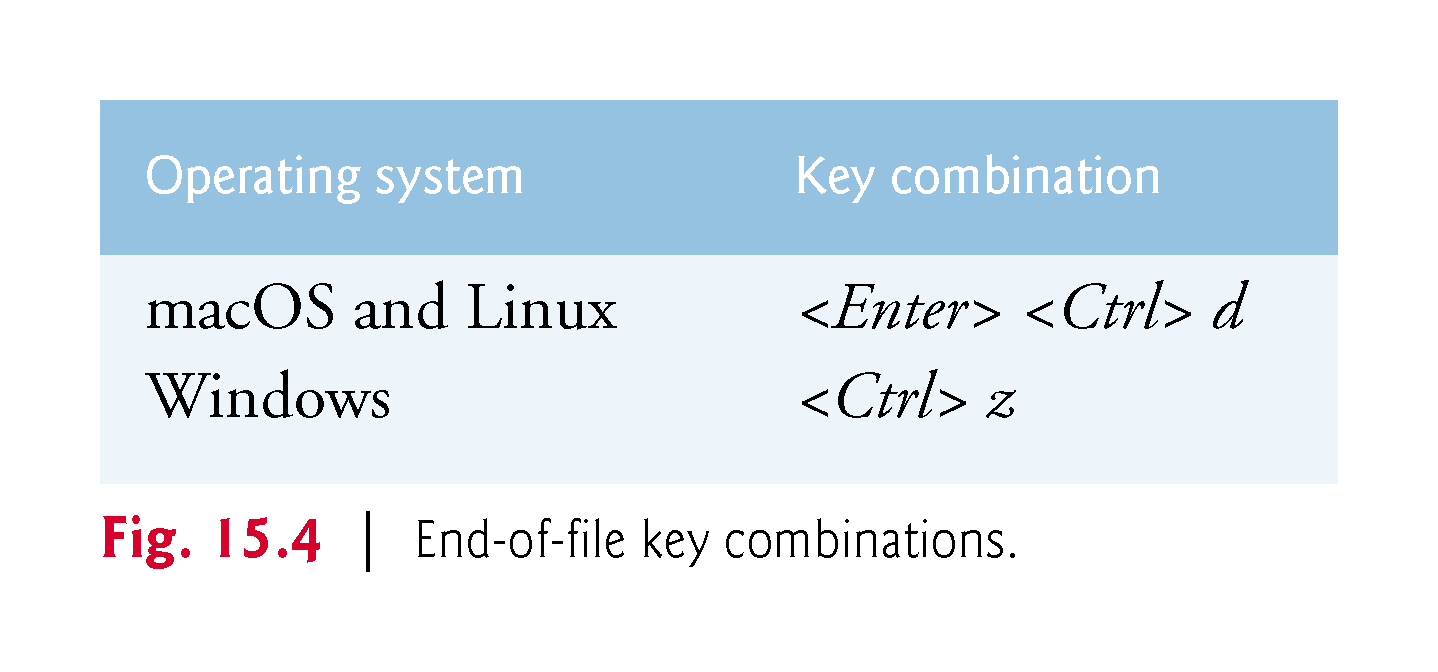 Operating system Key combination
macOS and Linux <Enter> <Ctrl> d
Windows <Ctrl> z
Fig. 15.4 | End-of-file key combinations.